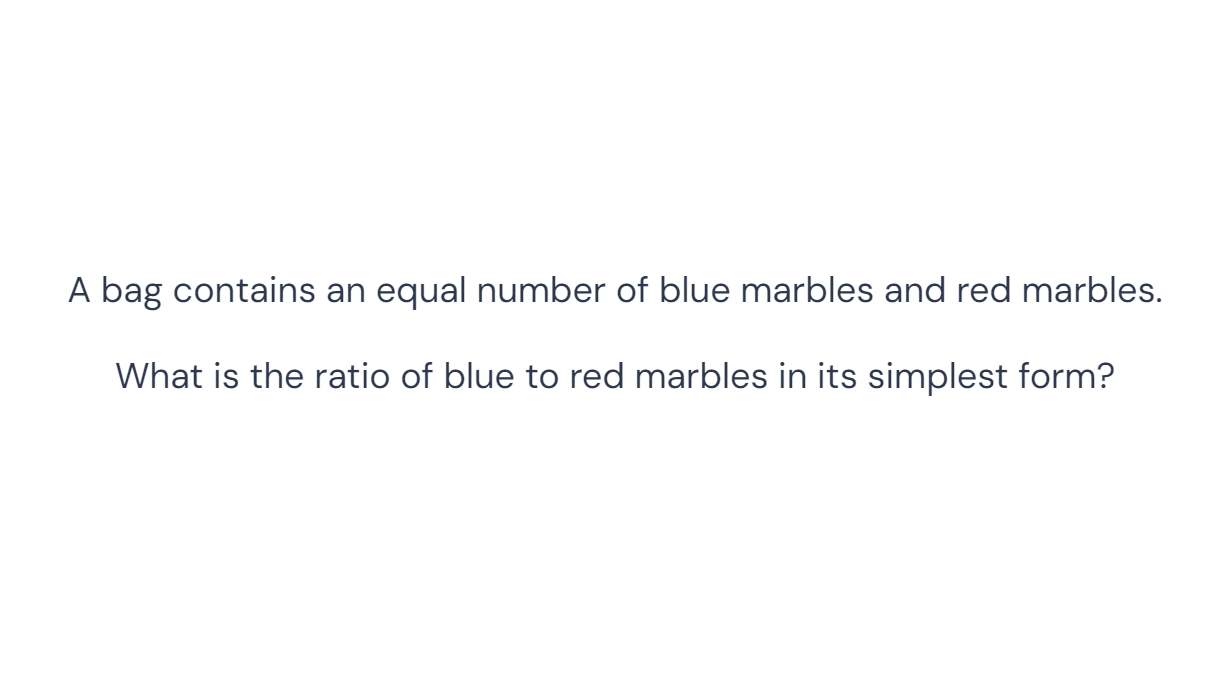 A bag contains an equal number of blue marbles and red marbles.
What is the ratio of blue to red marbles in its simplest form?